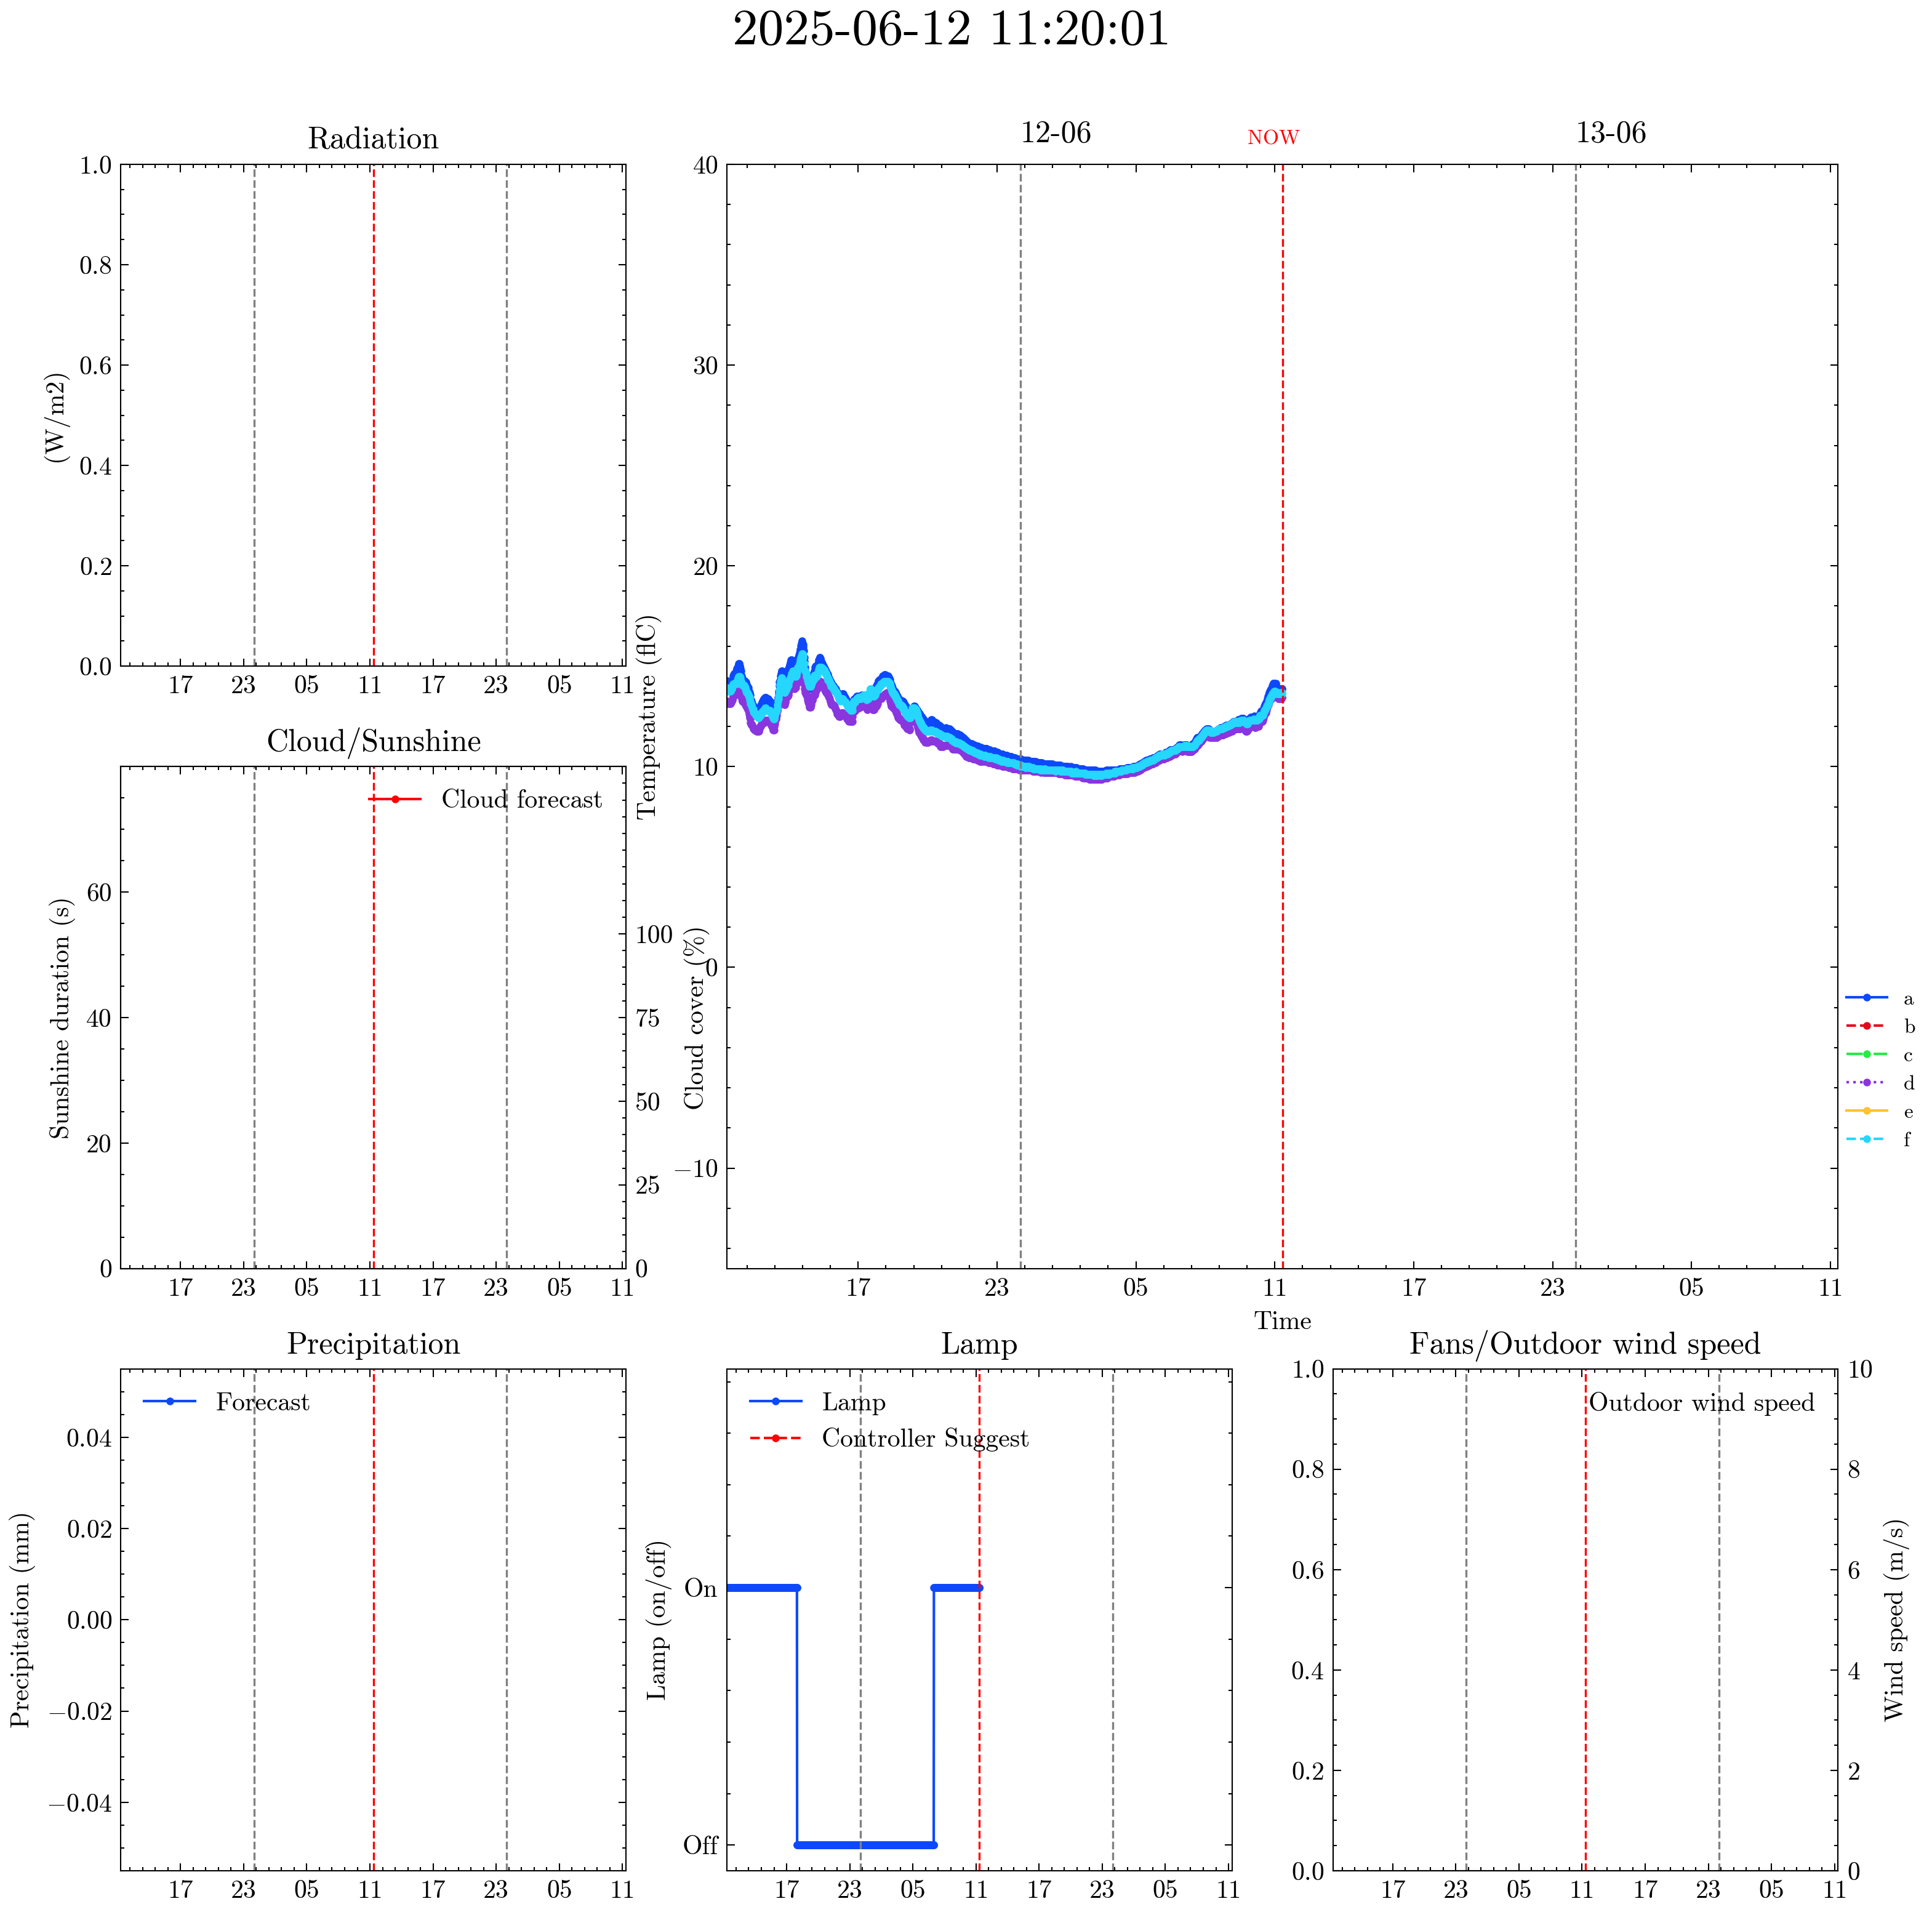 2025-06-12 11:20:01
Radiation
1.0
0.8
0.6
0.4
0.2
0.0
(W/m2)
17 23 05 11 17 23 05 11
12-06
NOW
13-06
40
30
20
10
0
−10
Temperature (flC)
17 23 05 11 17 23 05 11
Time
a
b
c
d
e
f
Cloud/Sunshine
Cloud forecast
60
40
20
0
Sunshine duration (s)
100
75
50
25
0
Cloud cover (%)
17 23 05 11 17 23 05 11
Precipitation
Forecast
0.04
0.02
0.00
−0.02
−0.04
Precipitation (mm)
17 23 05 11 17 23 05 11
Lamp
Lamp
Controller Suggest
On
Off
Lamp (on/off)
17 23 05 11 17 23 05 11
Fans/Outdoor wind speed
Outdoor wind speed
1.0
0.8
0.6
0.4
0.2
0.0
10
8
6
4
2
0
Wind speed (m/s)
17 23 05 11 17 23 05 11